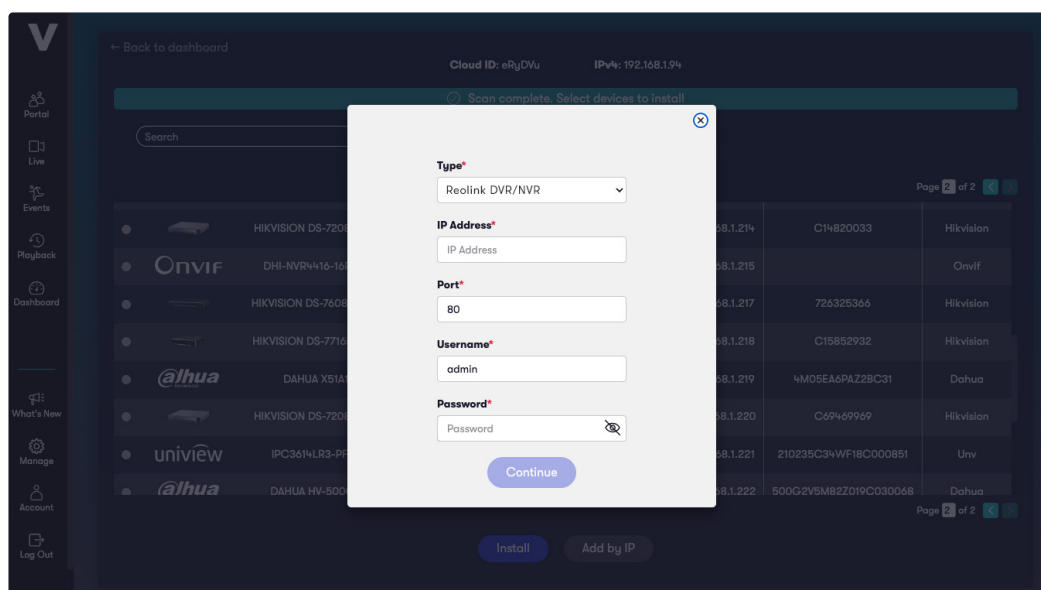 V
← Back to dashboard
Cloud ID: eRyDVu IPv4: 192.168.1.94
Scan complete. Select devices to install
Search
Portal
Live
Events
Playback
Dashboard
What's New
Manage
Account
Log Out
Page 2 of 2
HIKVISION DS-720 68.1.214 C14820033 Hikvision
Onvif DHI-NVR4416-16 68.1.215 Onvif
HIKVISION DS-7608 68.1.217 726325366 Hikvision
HIKVISION DS-7716 68.1.218 C15852932 Hikvision
alhua DAHUA X51A1 68.1.219 4M05EA6PAZ2BC31 Dahua
HIKVISION DS-720 68.1.220 C69469969 Hikvision
uniview IPC3614LR3-PF 68.1.221 210235C34WF18C000851 Unv
alhua DAHUA HV-500 68.1.222 500G2V5M82Z019C030068 Dahua
Page 2 of 2
Install
Add by IP
Type*
Reolink DVR/NVR
IP Address*
IP Address
Port*
80
Username*
admin
Password*
Password
Continue